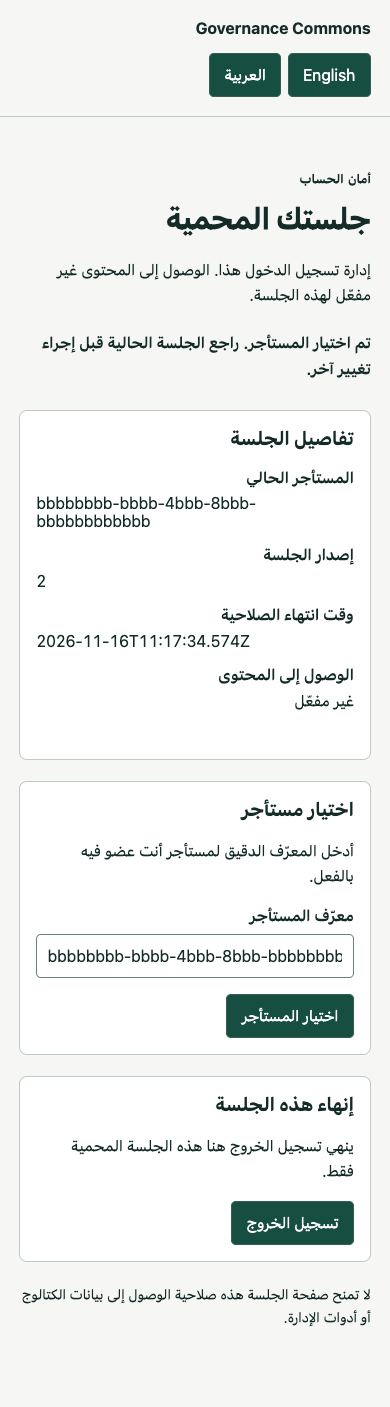 Governance Commons
English
العربية
أمان الحساب
جلستك المحمية
إدارة تسجيل الدخول هذا. الوصول إلى المحتوى غير
مفعّل لهذه الجلسة.
تم اختيار المستأجر. راجع الجلسة الحالية قبل إجراء
تغيير آخر.
تفاصيل الجلسة
المستأجر الحالي
bbbbbbbb-bbbb-4bbb-8bbb-
bbbbbbbbbbbb
إصدار الجلسة
2
وقت انتهاء الصلاحية
2026-11-16T11:17:34.574Z
الوصول إلى المحتوى
غير مفعّل
اختيار مستأجر
أدخل المعرّف الدقيق لمستأجر أنت عضو فيه
بالفعل.
معرّف المستأجر
bbbbbbbb-bbbb-4bbb-8bbb-bbbbbbbb
اختيار المستأجر
إنهاء هذه الجلسة
ينهي تسجيل الخروج هنا هذه الجلسة المحمية
فقط.
تسجيل الخروج
لا تمنح صفحة الجلسة هذه صلاحية الوصول إلى بيانات الكتالوج
أو أدوات الإدارة.